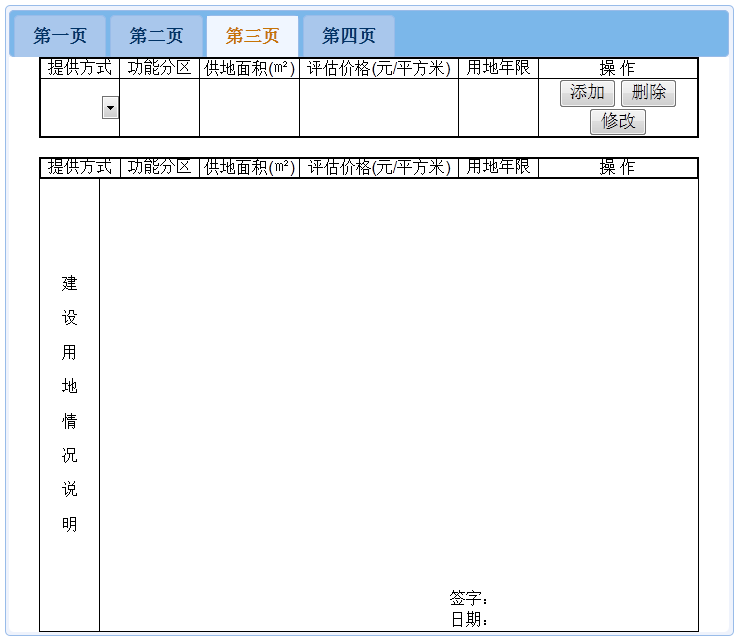 第一页 第二页 第三页 第四页
提供方式 功能分区 供地面积(㎡) 评估价格(元/平方米) 用地年限 操 作
添加 删除
修改
提供方式 功能分区 供地面积(㎡) 评估价格(元/平方米) 用地年限 操 作
建
设
用
地
情
况
说
明
签字：
日期：